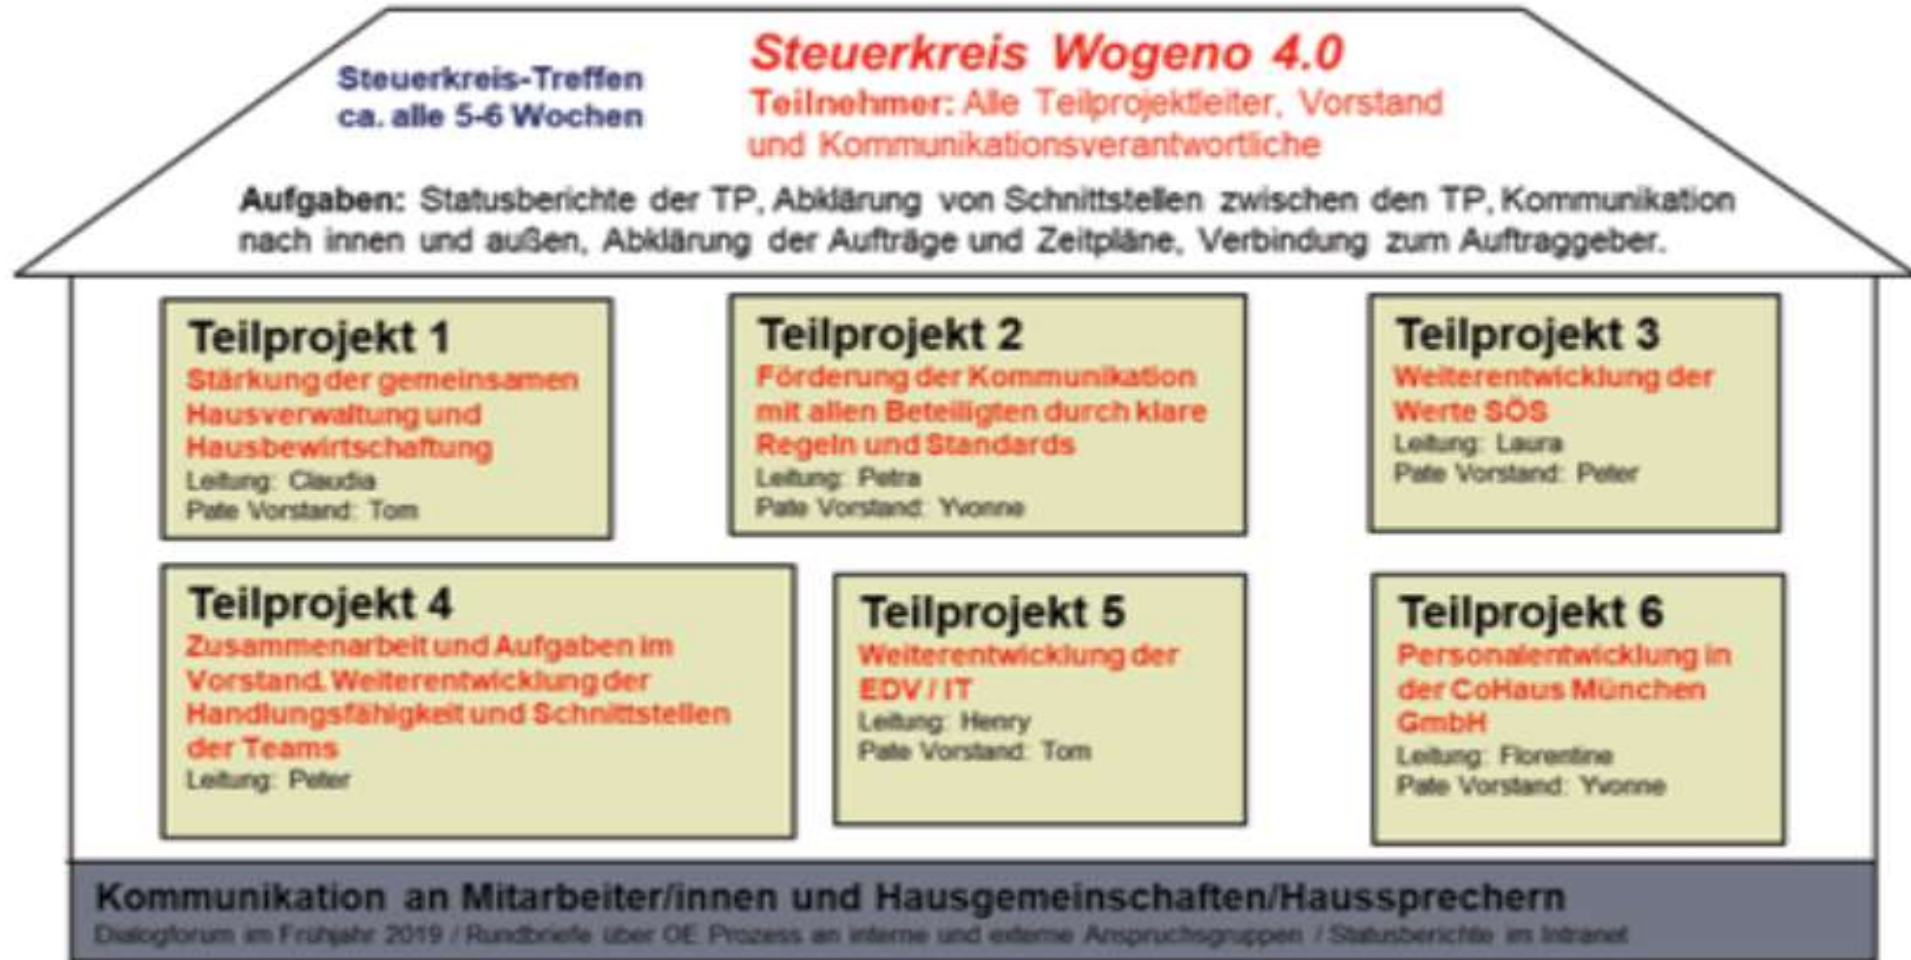 Steuerkreis-Treffen
ca. alle 5-6 Wochen
Steuerkreis Wogeno 4.0
Teilnehmer: Alle Teilprojektleiter, Vorstand
und Kommunikationsverantwortliche
Aufgaben: Statusberichte der TP, Abklärung von Schnittstellen zwischen den TP, Kommunikation
nach innen und außen, Abklärung der Aufträge und Zeitpläne, Verbindung zum Auftraggeber.
Teilprojekt 1
Stärkung der gemeinsamen
Hausverwaltung und
Hausbewirtschaftung
Leitung: Claudia
Pate Vorstand: Tom
Teilprojekt 2
Förderung der Kommunikation
mit allen Beteiligten durch klare
Regeln und Standards
Leitung: Petra
Pate Vorstand: Yvonne
Teilprojekt 3
Weiterentwicklung der
Werte SÖS
Leitung: Laura
Pate Vorstand: Peter
Teilprojekt 4
Zusammenarbeit und Aufgaben im
Vorstand. Weiterentwicklung der
Handlungsfähigkeit und Schnittstellen
der Teams
Leitung: Peter
Teilprojekt 5
Weiterentwicklung der
EDV / IT
Leitung: Henry
Pate Vorstand: Tom
Teilprojekt 6
Personalentwicklung in
der CoHaus München
GmbH
Leitung: Florentine
Pate Vorstand: Yvonne
Kommunikation an Mitarbeiter/innen und Hausgemeinschaften/Haussprechern
Dialogforum im Frühjahr 2019 / Rundbriefe über OE Prozess an interne und externe Anspruchsgruppen / Statusberichte im Intranet